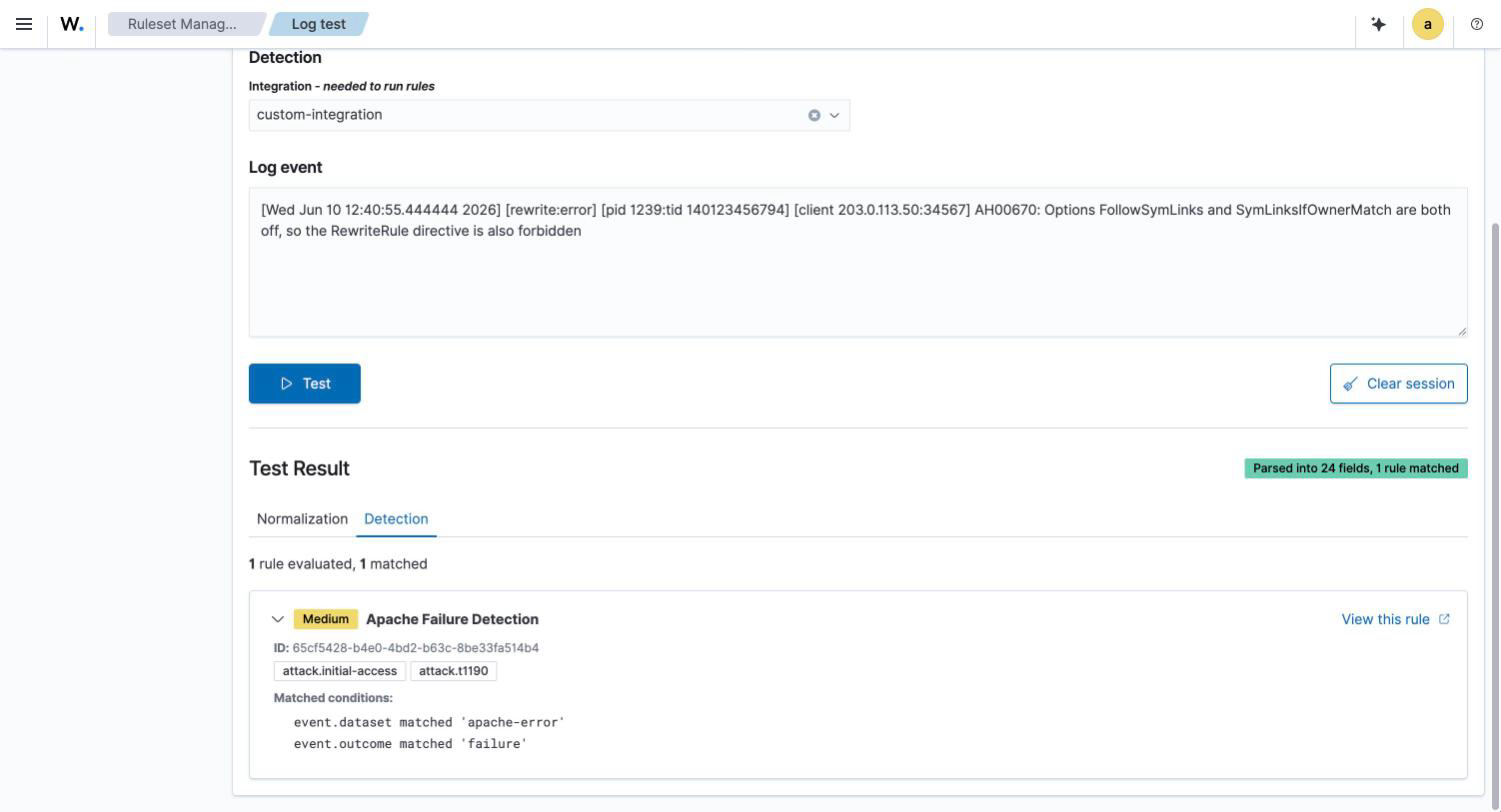 W.
Ruleset Manag...
Log test
a
Detection
Integration - needed to run rules
custom-integration
Log event
[Wed Jun 10 12:40:55.444444 2026] [rewrite:error] [pid 1239:tid 140123456794] [client 203.0.113.50:34567] AH00670: Options FollowSymLinks and SymLinksIfOwnerMatch are both
off, so the RewriteRule directive is also forbidden
Test
Clear session
Test Result
Parsed into 24 fields, 1 rule matched
Normalization
Detection
1 rule evaluated, 1 matched
Medium
Apache Failure Detection
View this rule
ID: 65cf5428-b4e0-4bd2-b63c-8be33fa514b4
attack.initial-access
attack.t1190
Matched conditions:
event.dataset matched 'apache-error'
event.outcome matched 'failure'